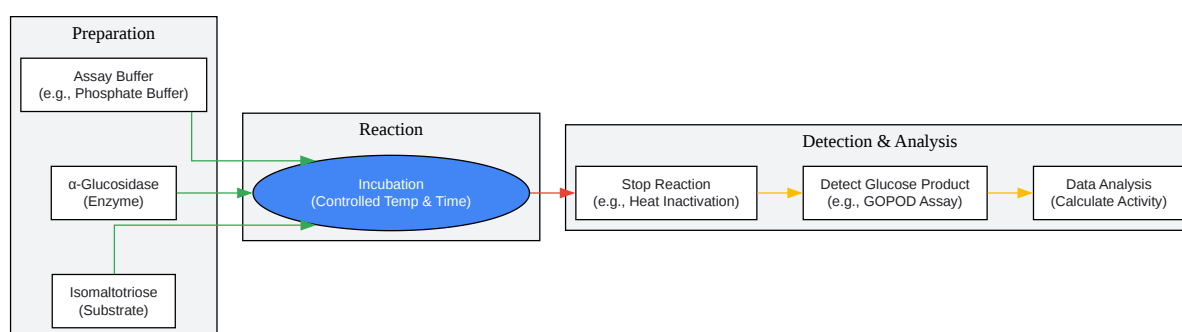 Preparation
Assay Buffer
(e.g., Phosphate Buffer)
α-Glucosidase
(Enzyme)
Isomaltotriose
(Substrate)
Reaction
Incubation
(Controlled Temp & Time)
Detection & Analysis
Stop Reaction
(e.g., Heat Inactivation)
Detect Glucose Product
(e.g., GOPOD Assay)
Data Analysis
(Calculate Activity)